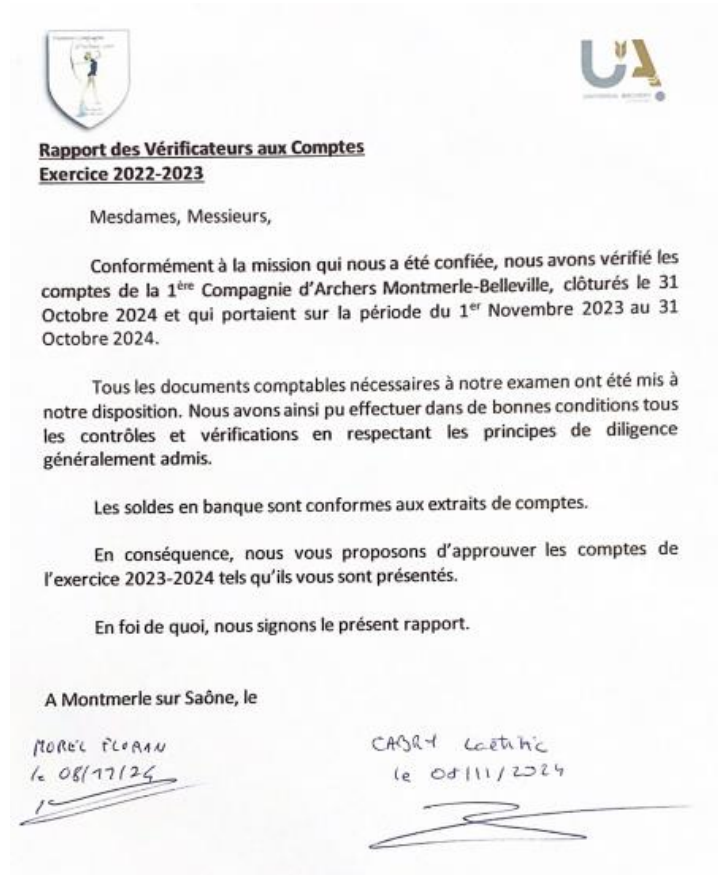 Rapport des Vérificateurs aux Comptes
Exercice 2022-2023
Mesdames, Messieurs,
Conformément à la mission qui nous a été confiée, nous avons vérifié les
comptes de la 1ère Compagnie d'Archers Montmerle-Belleville, clôturés le 31
Octobre 2024 et qui portaient sur la période du 1er Novembre 2023 au 31
Octobre 2024.
Tous les documents comptables nécessaires à notre examen ont été mis à
notre disposition. Nous avons ainsi pu effectuer dans de bonnes conditions tous
les contrôles et vérifications en respectant les principes de diligence
généralement admis.
Les soldes en banque sont conformes aux extraits de comptes.
En conséquence, nous vous proposons d'approuver les comptes de
l'exercice 2023-2024 tels qu'ils vous sont présentés.
En foi de quoi, nous signons le présent rapport.
A Montmerle sur Saône, le
MOREL FLORAN
le 08/11/24
CABRY Laëtitia
le 08/11/2024